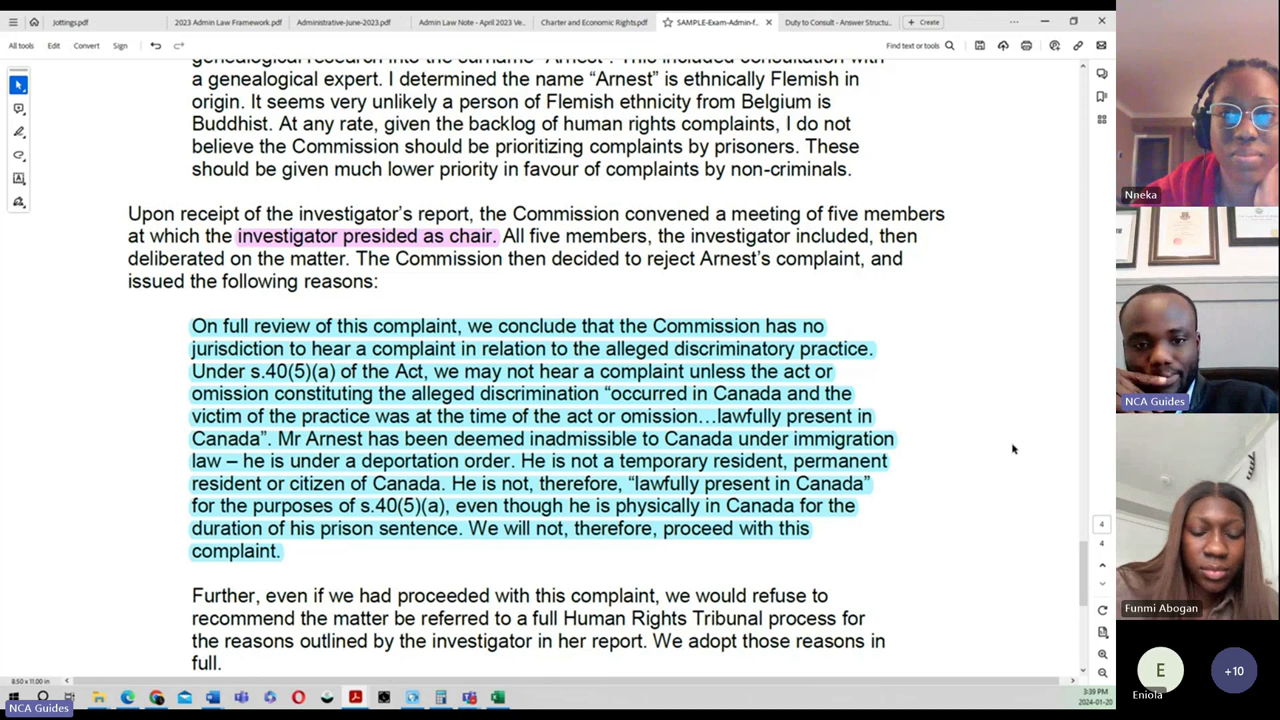 Jottings.pdf
2023 Admin Law Framework.pdf
Administrative-June-2023.pdf
Admin Law Note - April 2023 Ve...
Charter and Economic Rights.pdf
SAMPLE-Exam-Admin-f...
Duty to Consult - Answer Structu...
Create
All tools
Edit
Convert
Sign
Find text or tools
genealogical research into the surname "Arnest". This included consultation with
a genealogical expert. I determined the name “Arnest” is ethnically Flemish in
origin. It seems very unlikely a person of Flemish ethnicity from Belgium is
Buddhist. At any rate, given the backlog of human rights complaints, I do not
believe the Commission should be prioritizing complaints by prisoners. These
should be given much lower priority in favour of complaints by non-criminals.
Upon receipt of the investigator’s report, the Commission convened a meeting of five members
at which the investigator presided as chair. All five members, the investigator included, then
deliberated on the matter. The Commission then decided to reject Arnest’s complaint, and
issued the following reasons:
On full review of this complaint, we conclude that the Commission has no
jurisdiction to hear a complaint in relation to the alleged discriminatory practice.
Under s.40(5)(a) of the Act, we may not hear a complaint unless the act or
omission constituting the alleged discrimination “occurred in Canada and the
victim of the practice was at the time of the act or omission…lawfully present in
Canada”. Mr Arnest has been deemed inadmissible to Canada under immigration
law – he is under a deportation order. He is not a temporary resident, permanent
resident or citizen of Canada. He is not, therefore, “lawfully present in Canada”
for the purposes of s.40(5)(a), even though he is physically in Canada for the
duration of his prison sentence. We will not, therefore, proceed with this
complaint.
Further, even if we had proceeded with this complaint, we would refuse to
recommend the matter be referred to a full Human Rights Tribunal process for
the reasons outlined by the investigator in her report. We adopt those reasons in
full.
4
4
8.50 x 11.00 in
3:39 PM
2024-01-20
NCA Guides
Nneka
NCA Guides
Funmi Abogan
E
Eniola
+10